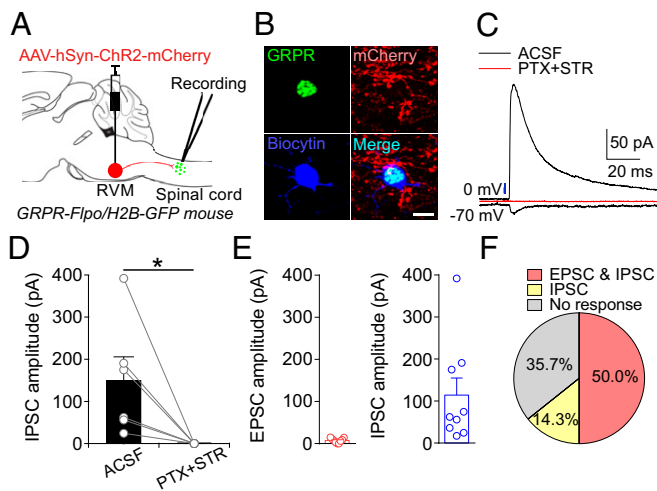 A
AAV-hSyn-ChR2-mCherry
Recording
RVM
Spinal cord
GRPR-Flpo/H2B-GFP mouse
B
GRPR
mCherry
Biocytin
Merge
C
ACSF
PTX+STR
50 pA
20 ms
0 mV
-70 mV
D
IPSC amplitude (pA)
400
300
200
100
0
*
ACSF
PTX+STR
E
EPSC amplitude (pA)
400
300
200
100
0
IPSC amplitude (pA)
400
300
200
100
0
F
EPSC & IPSC
IPSC
No response
35.7%
50.0%
14.3%